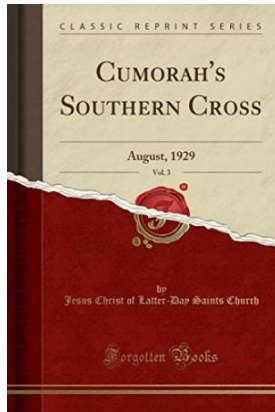 CLASSIC REPRINT SERIES
CUMORAH'S
SOUTHERN CROSS
August, 1929
Vol. 3
by
Jesus Christ of Latter-Day Saints Church
Forgotten Books